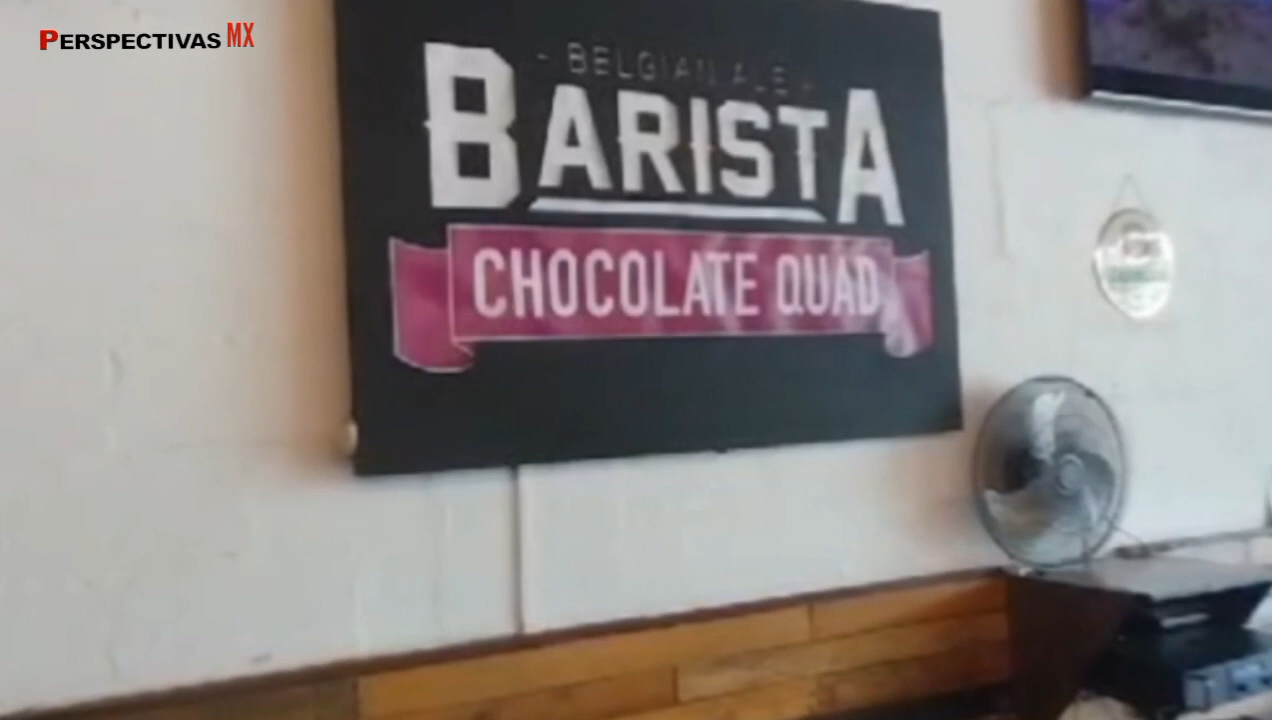 PERSPECTIVAS MX
- BELGIAN ALE -
BARISTA
CHOCOLATE QUAD